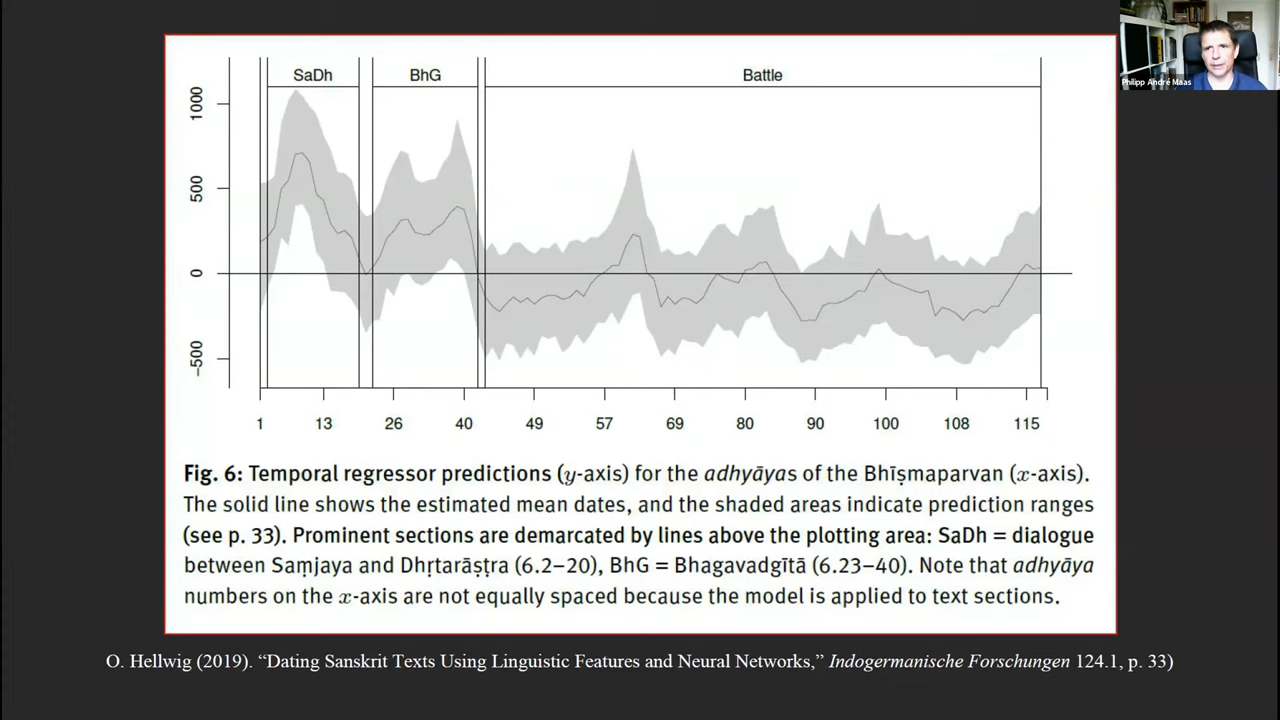 Philipp André Maas
SaDh BhG Battle
1000
500
0
−500
1 13 26 40 49 57 69 80 90 100 108 115
Fig. 6: Temporal regressor predictions (y-axis) for the adhyāyas of the Bhīṣmaparvan (x-axis).
The solid line shows the estimated mean dates, and the shaded areas indicate prediction ranges
(see p. 33). Prominent sections are demarcated by lines above the plotting area: SaDh = dialogue
between Saṃjaya and Dhṛtarāṣṭra (6.2–20), BhG = Bhagavadgītā (6.23–40). Note that adhyāya
numbers on the x-axis are not equally spaced because the model is applied to text sections.
O. Hellwig (2019). “Dating Sanskrit Texts Using Linguistic Features and Neural Networks,” Indogermanische Forschungen 124.1, p. 33)